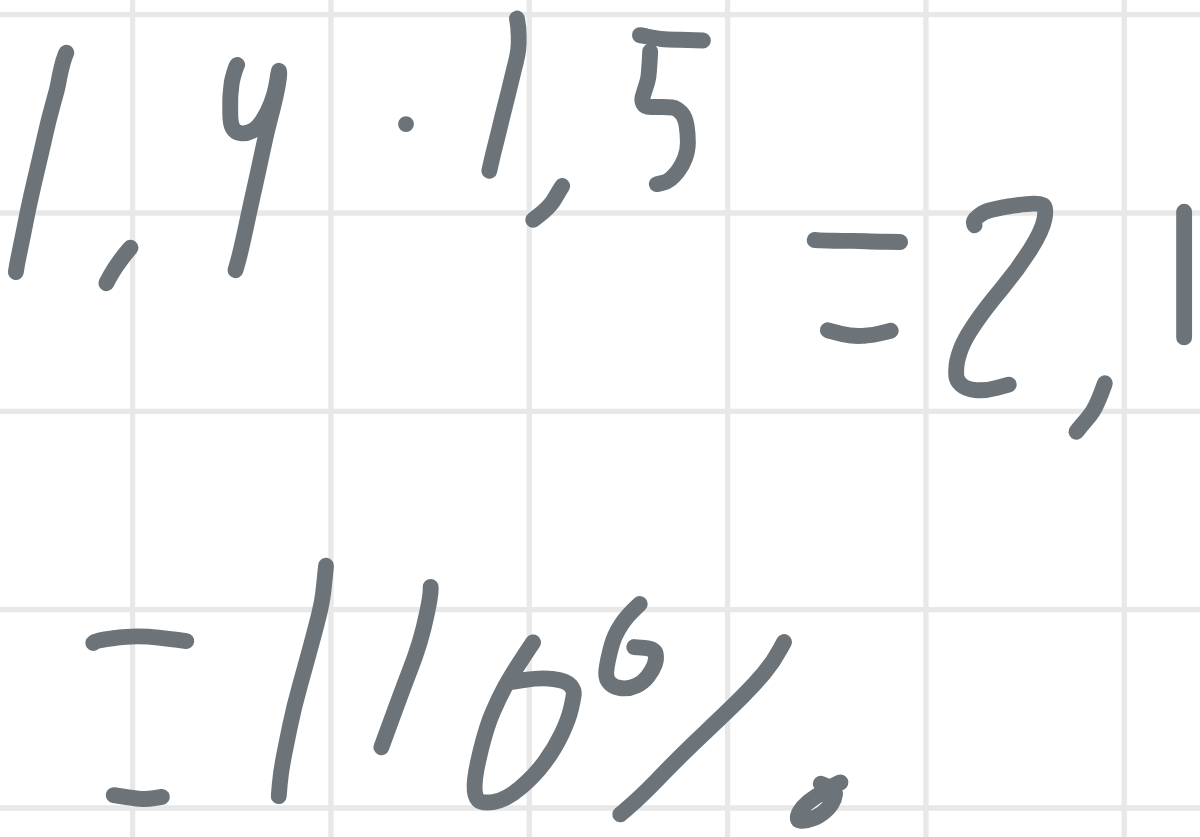 1,4 · 1,5 = 2,1
= 110%